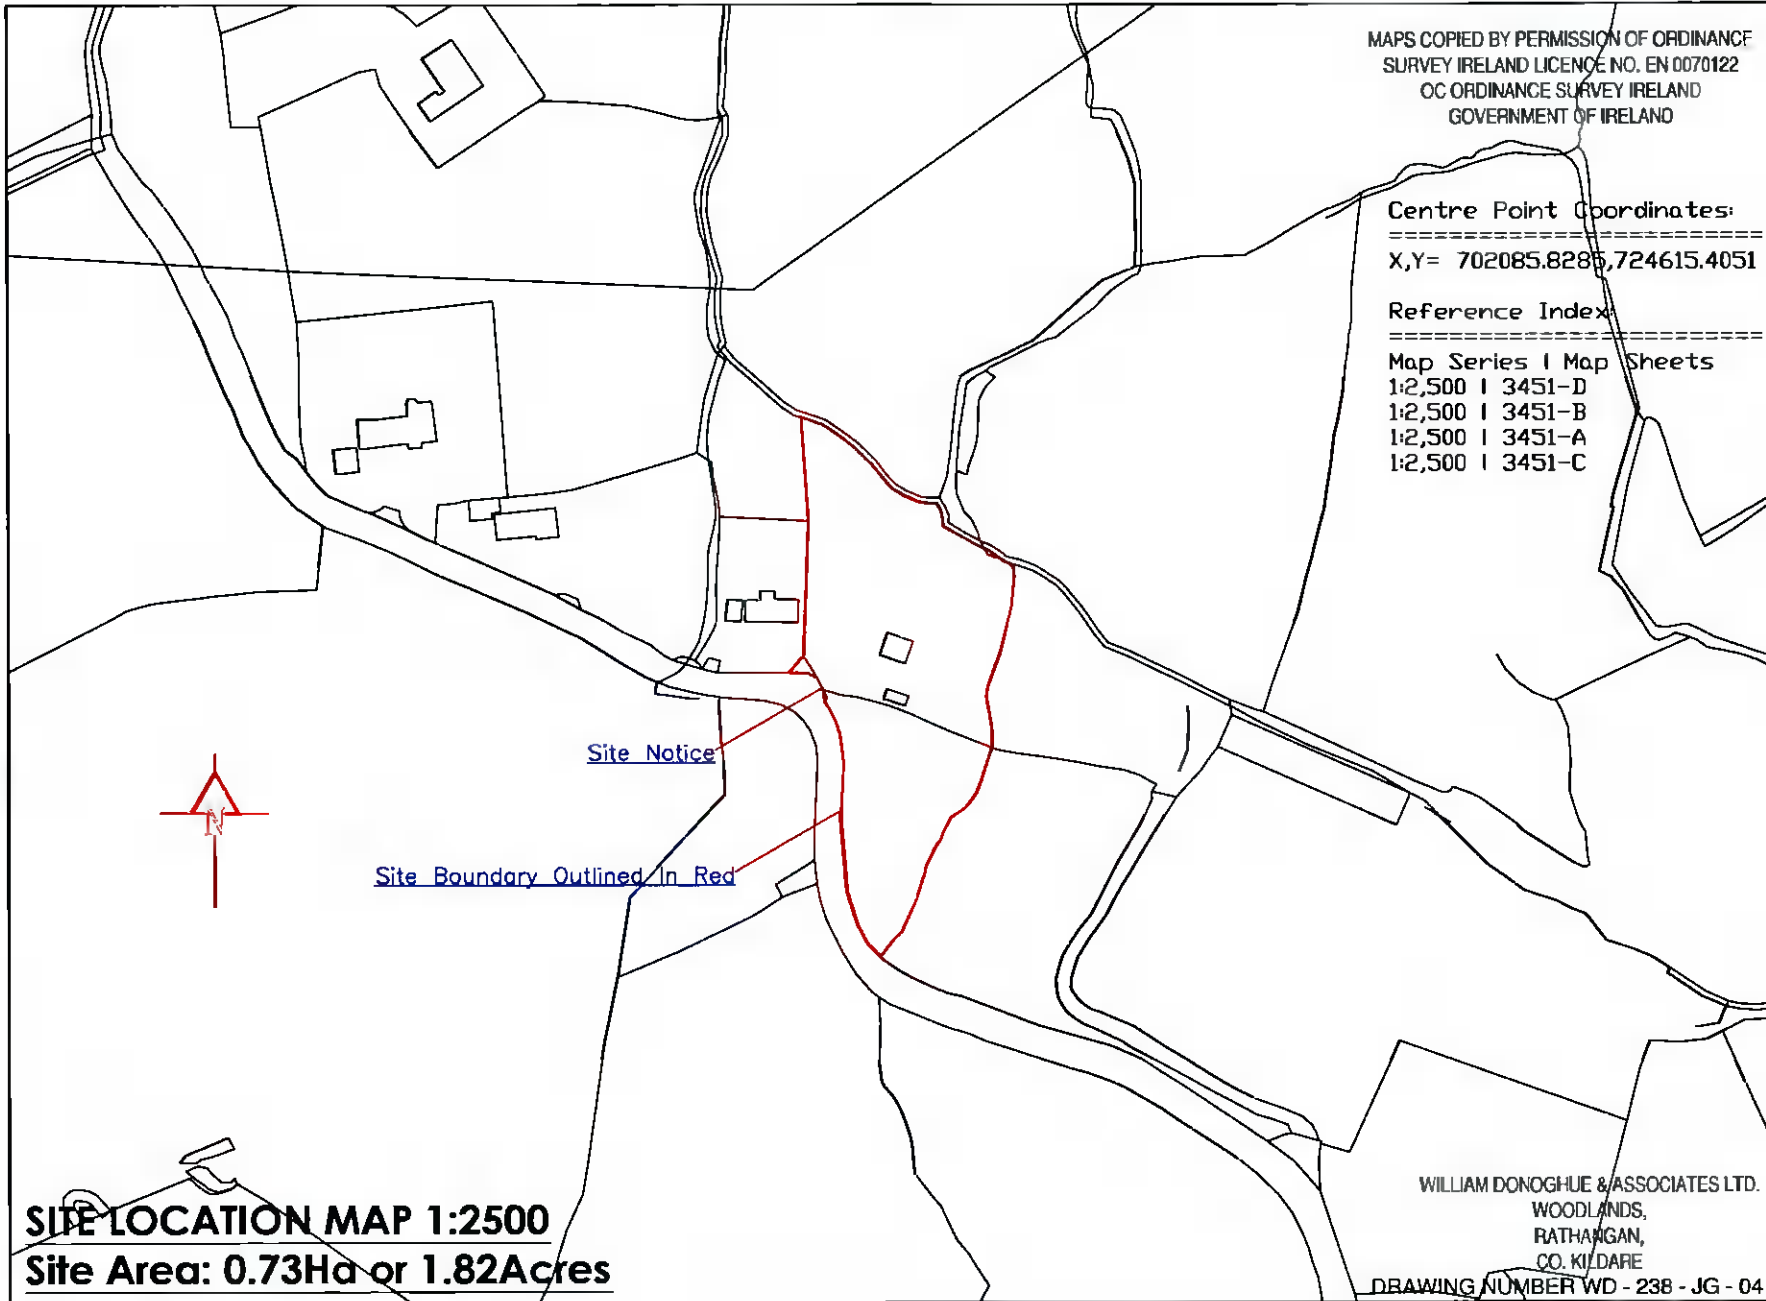 MAPS COPIED BY PERMISSION OF ORDINANCE
SURVEY IRELAND LICENCE NO. EN 0070122
OC ORDINANCE SURVEY IRELAND
GOVERNMENT OF IRELAND
Centre Point Coordinates:
==============================
X,Y= 702085.8285,724615.4051
Reference Index
==============================
Map Series | Map Sheets
1:2,500 | 3451-D
1:2,500 | 3451-B
1:2,500 | 3451-A
1:2,500 | 3451-C
Site Notice
N
Site Boundary Outlined In Red
SITE LOCATION MAP 1:2500
Site Area: 0.73Ha or 1.82Acres
WILLIAM DONOGHUE & ASSOCIATES LTD.
WOODLANDS,
RATHANGAN,
CO. KILDARE
DRAWING NUMBER WD - 238 - JG - 04